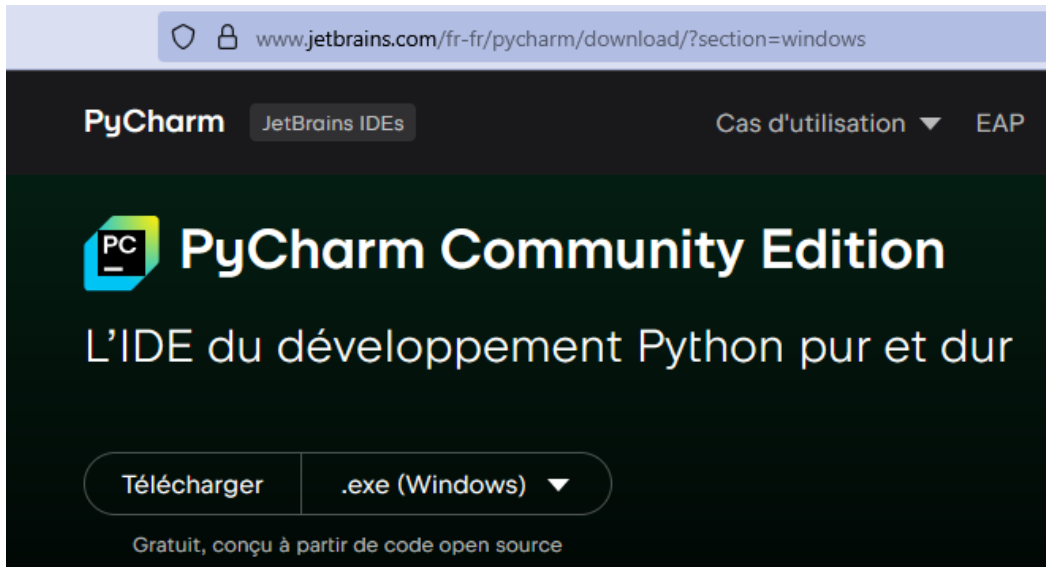 www.jetbrains.com/fr-fr/pycharm/download/?section=windows
PyCharm JetBrains IDEs Cas d'utilisation EAP
PC PyCharm Community Edition
L’IDE du développement Python pur et dur
Télécharger .exe (Windows)
Gratuit, conçu à partir de code open source